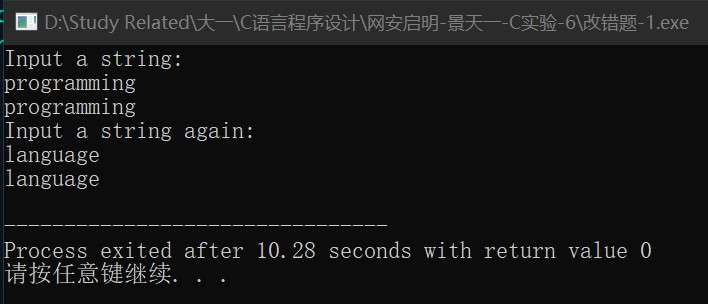 D:\Study Related\大一\C语言程序设计\网安启明-景天一-C实验-6\改错题-1.exe
Input a string:
programming
programming
Input a string again:
language
language
--------------------------------
Process exited after 10.28 seconds with return value 0
请按任意键继续. . .